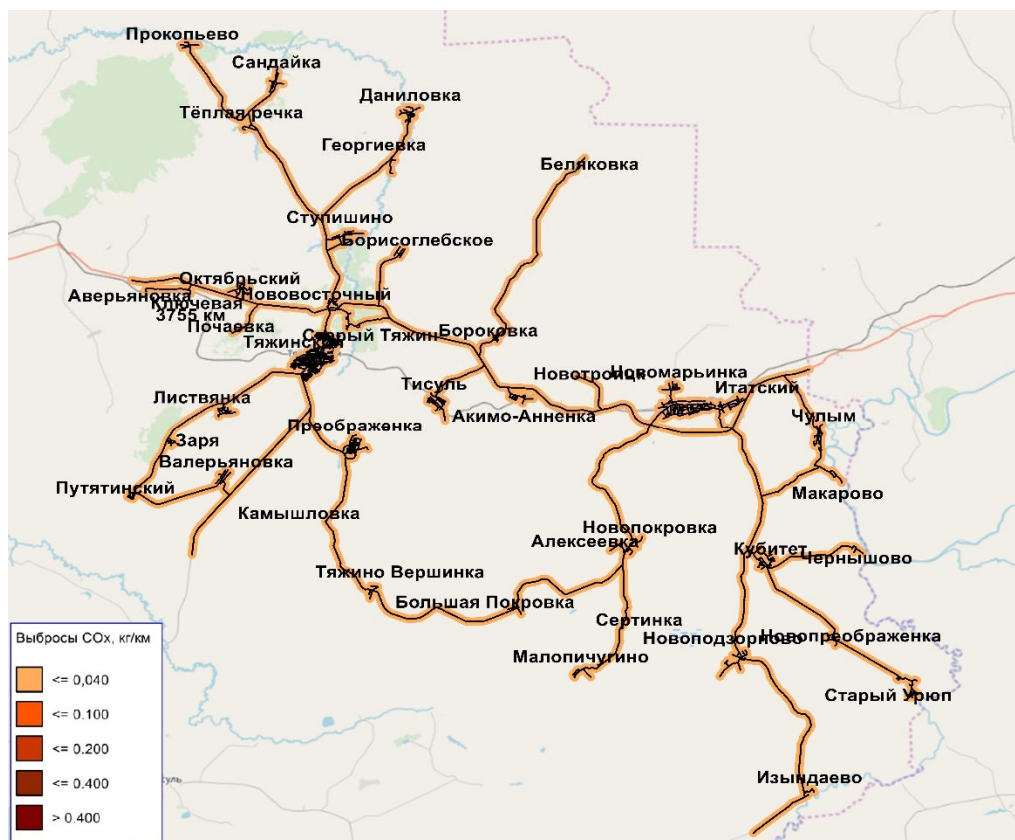 Прокопьево
Сандайка
Даниловка
Тёплая речка
Георгиевка
Беляковка
Ступишино
Борисоглебское
Октябрьский
Аверьяновка
Нововосточный
Ключевая
3755 км
Почаевка
Старый Тяжин
Тяжинский
Бороковка
Новотроицк
Новомарьинка
Тисуль
Итатский
Листвянка
Акимо-Анненка
Чулым
Преображенка
Заря
Валерьяновка
Путятинский
Макарово
Камышловка
Новопокровка
Алексеевка
Кубитет
Чернышово
Тяжино Вершинка
Большая Покровка
Сертинка
Новоподзорново
Новопреображенка
Малопичугино
Старый Урюп
Изындаево
Выбросы COx, кг/км
<= 0,040
<= 0.100
<= 0.200
<= 0.400
> 0.400